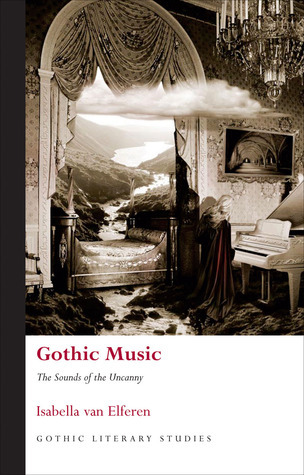 Gothic Music
The Sounds of the Uncanny
Isabella van Elferen
GOTHIC LITERARY STUDIES